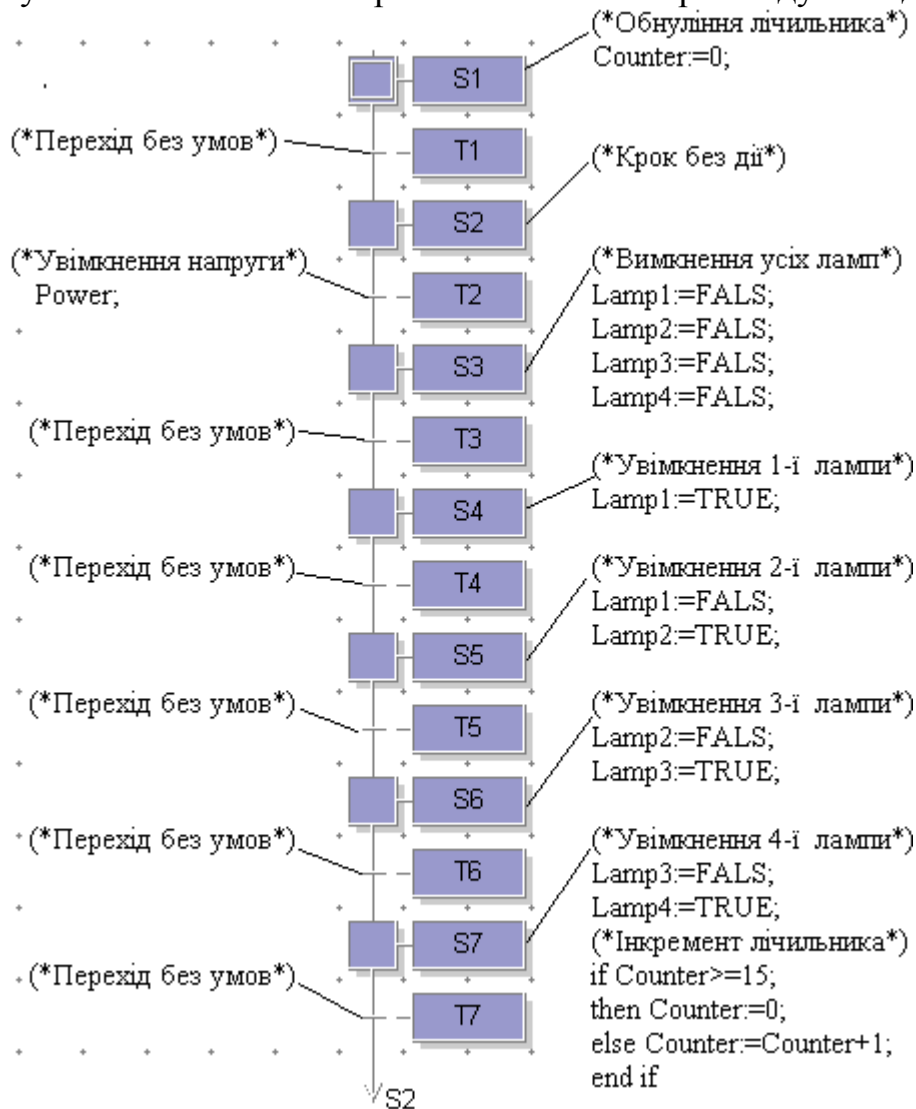 (*Обнуління лічильника*)
Counter:=0;
S1
(*Перехід без умов*)
T1
(*Крок без дії*)
S2
(*Увімкнення напруги*)
Power;
T2
(*Вимкнення усіх ламп*)
Lamp1:=FALS;
Lamp2:=FALS;
Lamp3:=FALS;
Lamp4:=FALS;
S3
(*Перехід без умов*)
T3
(*Увімкнення 1-ї лампи*)
Lamp1:=TRUE;
S4
(*Перехід без умов*)
T4
(*Увімкнення 2-ї лампи*)
Lamp1:=FALS;
Lamp2:=TRUE;
S5
(*Перехід без умов*)
T5
(*Увімкнення 3-ї лампи*)
Lamp2:=FALS;
Lamp3:=TRUE;
S6
(*Перехід без умов*)
T6
(*Увімкнення 4-ї лампи*)
Lamp3:=FALS;
Lamp4:=TRUE;
S7
(*Інкремент лічильника*)
if Counter>=15;
then Counter:=0;
else Counter:=Counter+1;
end if
(*Перехід без умов*)
T7
S2